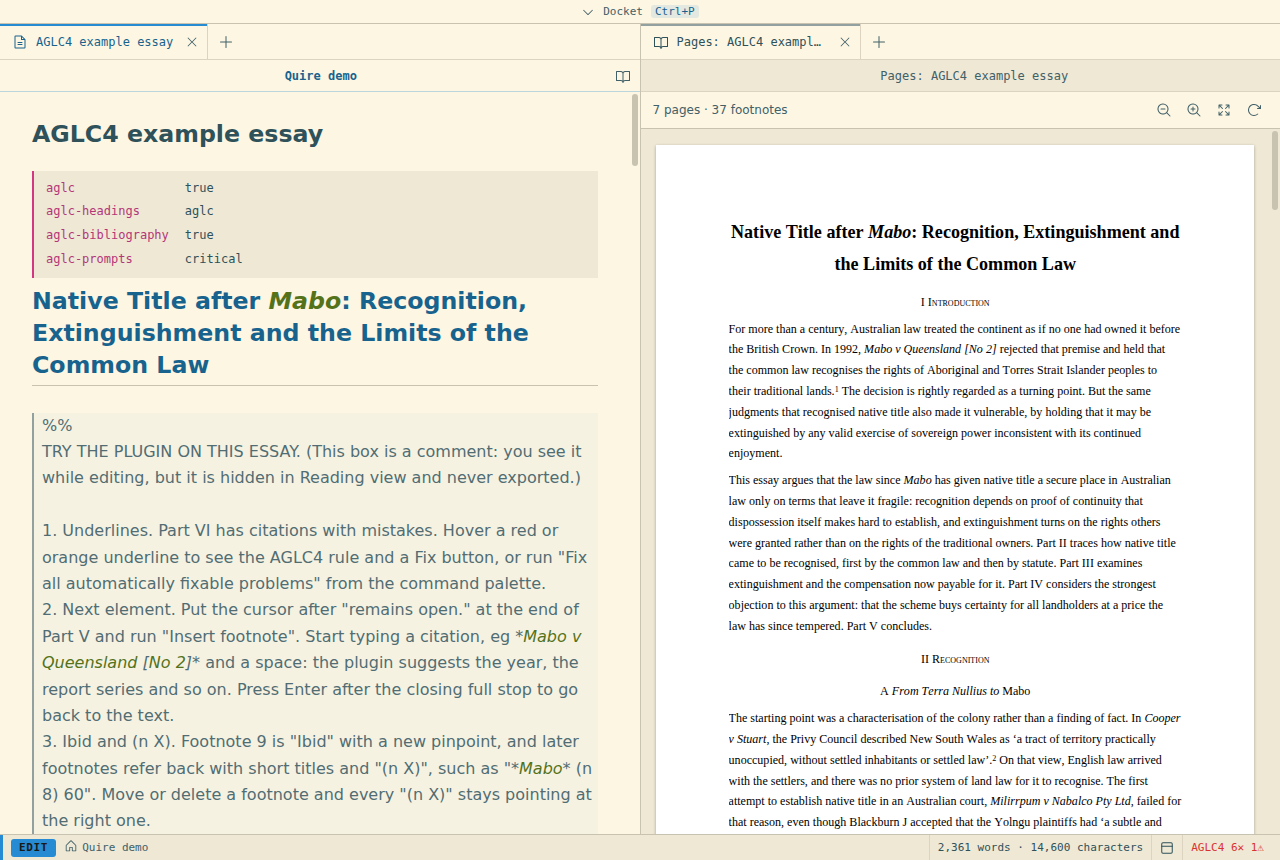 Docket Ctrl+P
AGLC4 example essay
Pages: AGLC4 exampl…
Quire demo
Pages: AGLC4 example essay
7 pages · 37 footnotes
AGLC4 example essay
aglc true
aglc-headings aglc
aglc-bibliography true
aglc-prompts critical
Native Title after Mabo: Recognition,
Extinguishment and the Limits of the
Common Law
%%
TRY THE PLUGIN ON THIS ESSAY. (This box is a comment: you see it
while editing, but it is hidden in Reading view and never exported.)
1. Underlines. Part VI has citations with mistakes. Hover a red or
orange underline to see the AGLC4 rule and a Fix button, or run "Fix
all automatically fixable problems" from the command palette.
2. Next element. Put the cursor after "remains open." at the end of
Part V and run "Insert footnote". Start typing a citation, eg *Mabo v
Queensland [No 2]* and a space: the plugin suggests the year, the
report series and so on. Press Enter after the closing full stop to go
back to the text.
3. Ibid and (n X). Footnote 9 is "Ibid" with a new pinpoint, and later
footnotes refer back with short titles and "(n X)", such as "*Mabo* (n
8) 60". Move or delete a footnote and every "(n X)" stays pointing at
the right one.
Native Title after Mabo: Recognition, Extinguishment and
the Limits of the Common Law
I Introduction
For more than a century, Australian law treated the continent as if no one had owned it before
the British Crown. In 1992, Mabo v Queensland [No 2] rejected that premise and held that
the common law recognises the rights of Aboriginal and Torres Strait Islander peoples to
their traditional lands.1 The decision is rightly regarded as a turning point. But the same
judgments that recognised native title also made it vulnerable, by holding that it may be
extinguished by any valid exercise of sovereign power inconsistent with its continued
enjoyment.
This essay argues that the law since Mabo has given native title a secure place in Australian
law only on terms that leave it fragile: recognition depends on proof of continuity that
dispossession itself makes hard to establish, and extinguishment turns on the rights others
were granted rather than on the rights of the traditional owners. Part II traces how native title
came to be recognised, first by the common law and then by statute. Part III examines
extinguishment and the compensation now payable for it. Part IV considers the strongest
objection to this argument: that the scheme buys certainty for all landholders at a price the
law has since tempered. Part V concludes.
II Recognition
A From Terra Nullius to Mabo
The starting point was a characterisation of the colony rather than a finding of fact. In Cooper
v Stuart, the Privy Council described New South Wales as ‘a tract of territory practically
unoccupied, without settled inhabitants or settled law’.2 On that view, English law arrived
with the settlers, and there was no prior system of land law for it to recognise. The first
attempt to establish native title in an Australian court, Milirrpum v Nabalco Pty Ltd, failed for
that reason, even though Blackburn J accepted that the Yolngu plaintiffs had ‘a subtle and
EDIT Quire demo
2,361 words · 14,600 characters
AGLC4 6× 1⚠